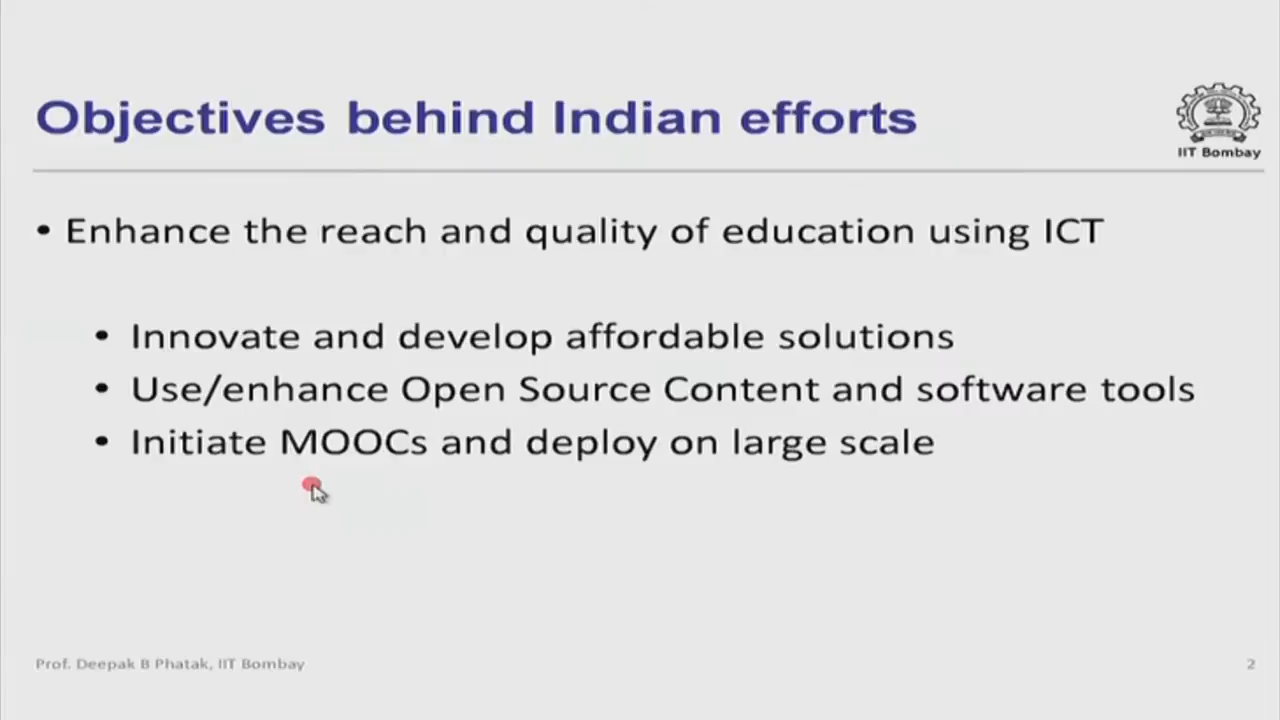 Objectives behind Indian efforts
IIT Bombay
• Enhance the reach and quality of education using ICT
• Innovate and develop affordable solutions
• Use/enhance Open Source Content and software tools
• Initiate MOOCs and deploy on large scale
Prof. Deepak B Phatak, IIT Bombay
2